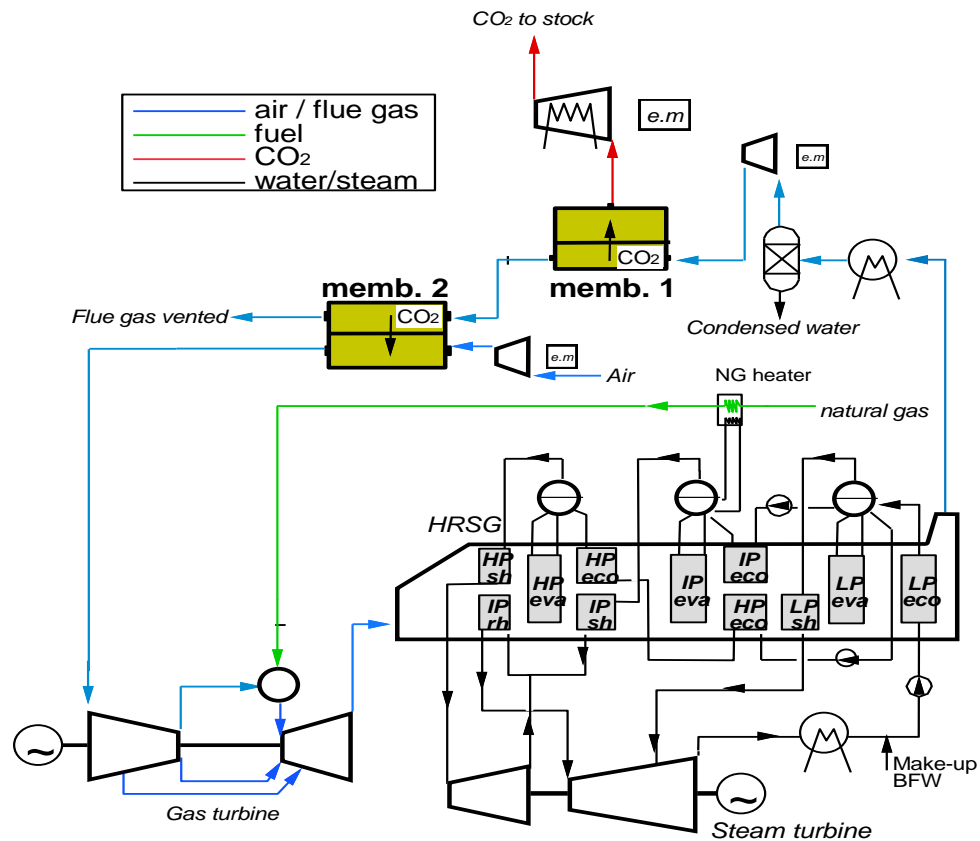 CO2 to stock
air / flue gas
fuel
CO2
water/steam
e.m
e.m
CO2
memb. 1
memb. 2
CO2
Condensed water
Flue gas vented
e.m
Air
NG heater
natural gas
HRSG
HP
sh
HP
eva
HP
eco
IP
rh
IP
sh
IP
eva
IP
eco
HP
eco
LP
sh
LP
eva
LP
eco
~
Gas turbine
~
Steam turbine
Make-up
BFW